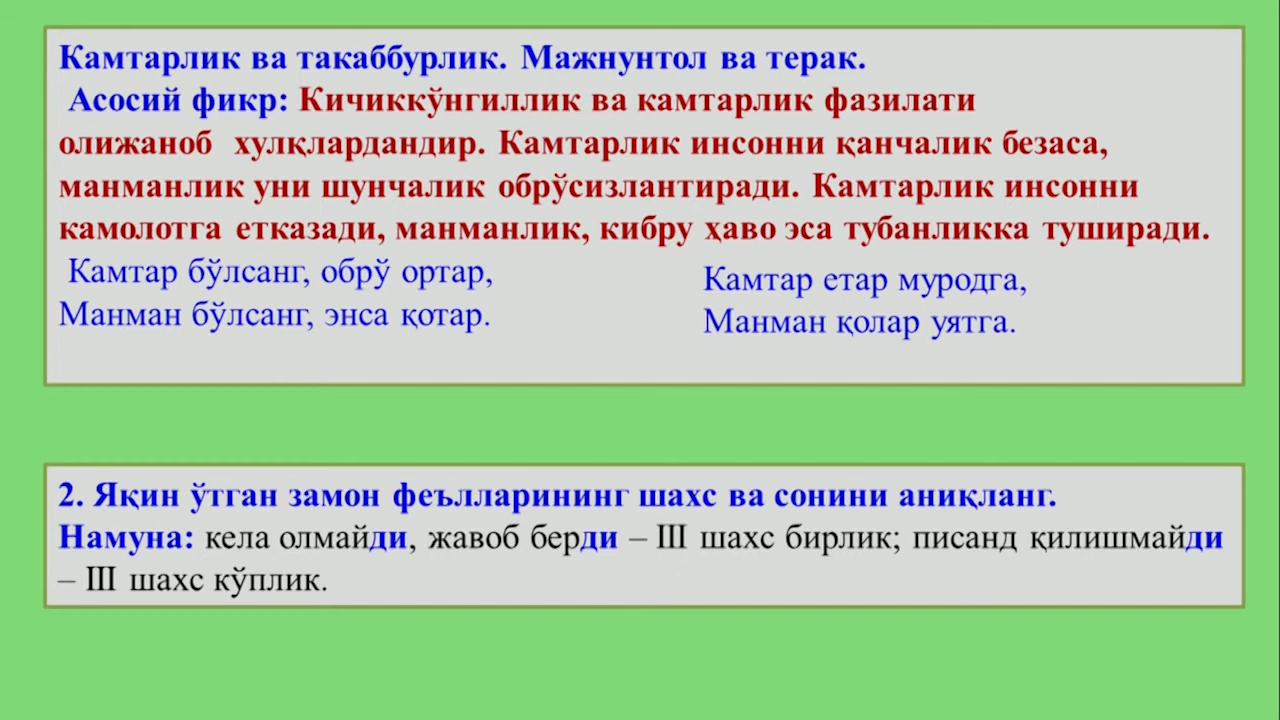 Камтарлик ва такаббурлик. Мажнунтол ва терак.
Асосий фикр: Кичиккўнгиллик ва камтарлик фазилати
олижаноб хулқлардандир. Камтарлик инсонни қанчалик безаса,
манманлик уни шунчалик обрўсизлантиради. Камтарлик инсонни
камолотга етказади, манманлик, кибру ҳаво эса тубанликка туширади.
Камтар бўлсанг, обрў ортар,
Манман бўлсанг, энса қотар.
Камтар етар муродга,
Манман қолар уятга.
2. Яқин ўтган замон феълларининг шахс ва сонини аниқланг.
Намуна: кела олмайди, жавоб берди – III шахс бирлик; писанд қилишмайди
– III шахс кўплик.